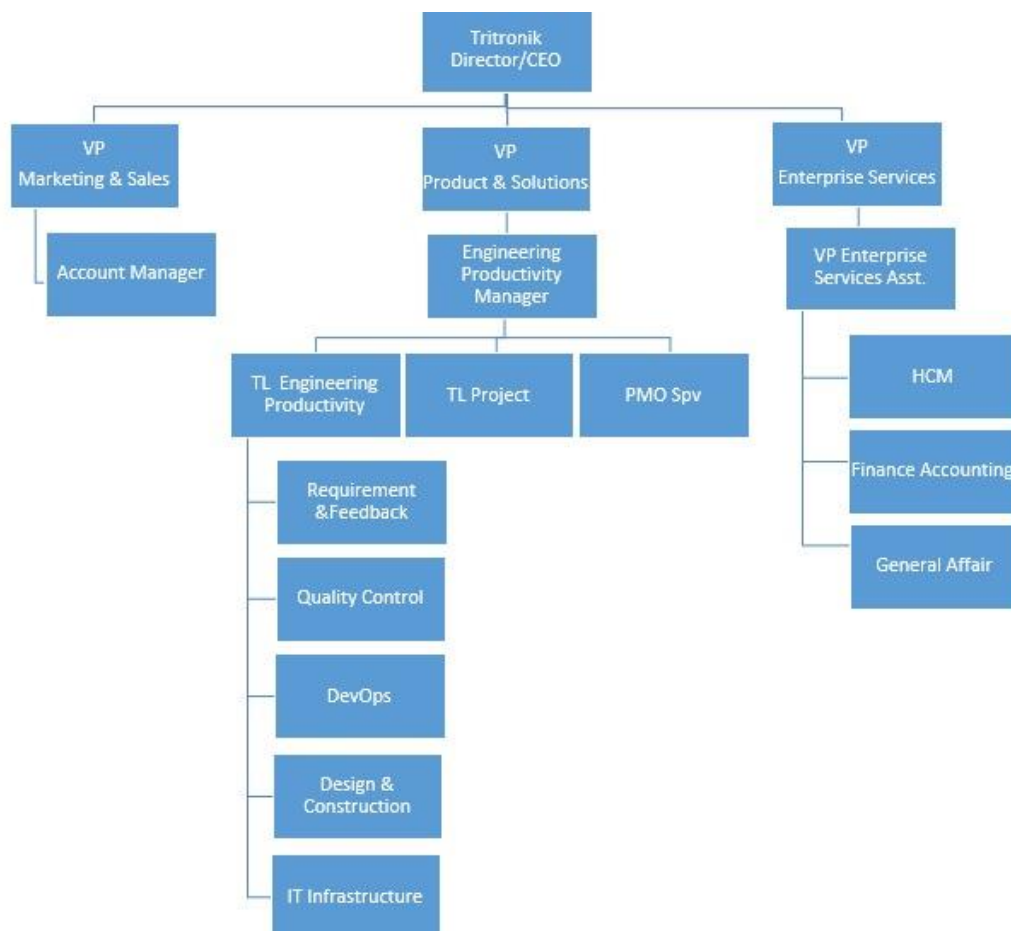 Tritronik
Director/CEO
VP
Marketing & Sales
VP
Product & Solutions
VP
Enterprise Services
Account Manager
Engineering
Productivity
Manager
VP Enterprise
Services Asst.
TL  Engineering
Productivity
TL Project
PMO Spv
HCM
Finance Accounting
General Affair
Requirement
&Feedback
Quality Control
DevOps
Design &
Construction
IT Infrastructure